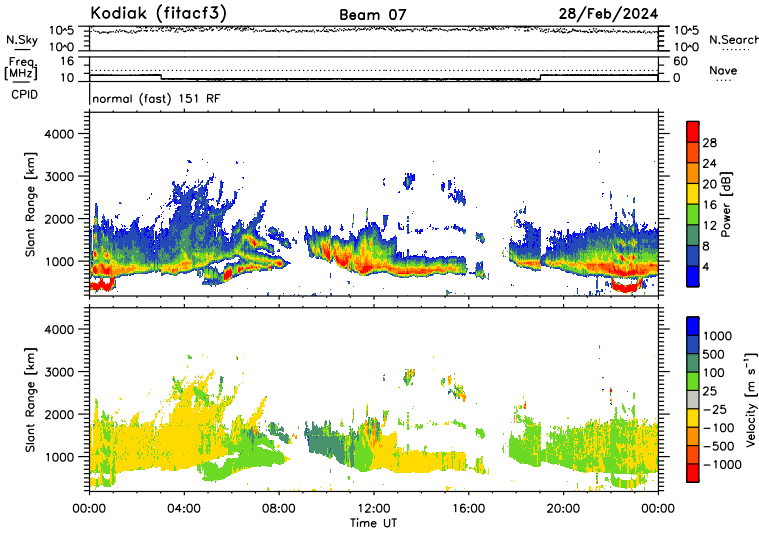 Kodiak (fitacf3) Beam 07 28/Feb/2024
N.Sky 10^5 10^0 10^5 10^0 N.Search
Freq. [MHz] 16 10 60 0 Nave
CPID normal (fast) 151 RF
Slant Range [km] 4000 3000 2000 1000
28 24 20 16 12 8 4 Power [dB]
Slant Range [km] 4000 3000 2000 1000
1000 500 100 25 −25 −100 −500 −1000 Velocity [m s⁻¹]
00:00 04:00 08:00 12:00 16:00 20:00 00:00
Time UT